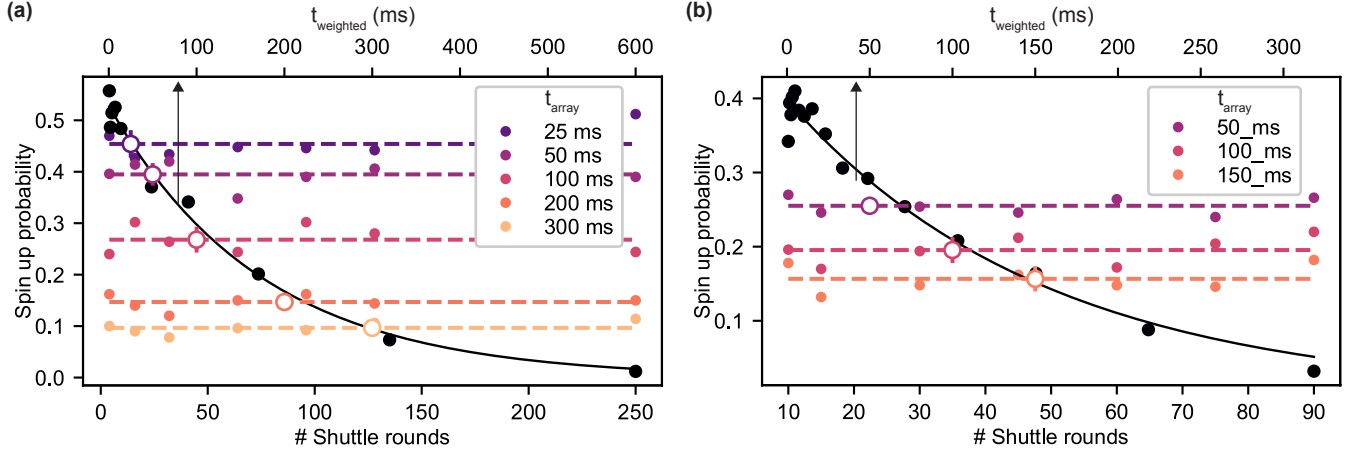 (a)
t_weighted (ms)
0 100 200 300 400 500 600
Spin up probability
0.5
0.4
0.3
0.2
0.1
0.0
t_array
25 ms
50 ms
100 ms
200 ms
300 ms
0 50 100 150 200 250
# Shuttle rounds
(b)
t_weighted (ms)
0 50 100 150 200 250 300
Spin up probability
0.4
0.3
0.2
0.1
t_array
50_ms
100_ms
150_ms
10 20 30 40 50 60 70 80 90
# Shuttle rounds